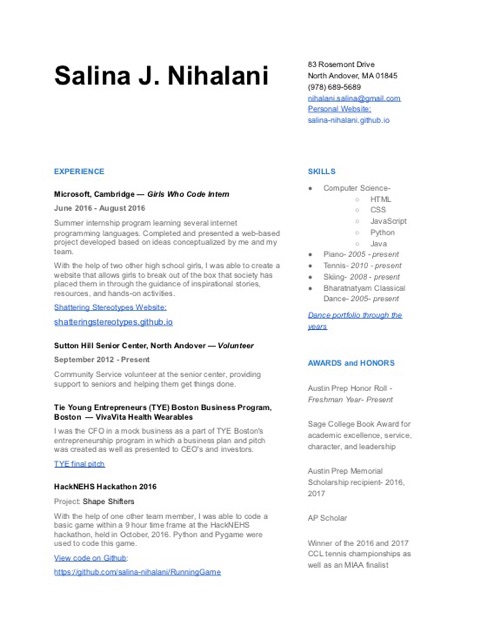 Salina J. Nihalani
83 Rosemont Drive
North Andover, MA 01845
(978) 689-5689
nihalani.salina@gmail.com
Personal Website:
salina-nihalani.github.io
EXPERIENCE
Microsoft, Cambridge — Girls Who Code Intern
June 2016 - August 2016
Summer internship program learning several internet
programming languages. Completed and presented a web-based
project developed based on ideas conceptualized by me and my
team.
With the help of two other high school girls, I was able to create a
website that allows girls to break out of the box that society has
placed them in through the guidance of inspirational stories,
resources, and hands-on activities.
Shattering Stereotypes Website:
shatteringstereotypes.github.io
Sutton Hill Senior Center, North Andover — Volunteer
September 2012 - Present
Community Service volunteer at the senior center, providing
support to seniors and helping them get things done.
Tie Young Entrepreneurs (TYE) Boston Business Program,
Boston — VivaVita Health Wearables
I was the CFO in a mock business as a part of TYE Boston's
entrepreneurship program in which a business plan and pitch
was created as well as presented to CEO's and investors.
TYE final pitch
HackNEHS Hackathon 2016
Project: Shape Shifters
With the help of one other team member, I was able to code a
basic game within a 9 hour time frame at the HackNEHS
hackathon, held in October, 2016. Python and Pygame were
used to code this game.
View code on Github:
https://github.com/salina-nihalani/RunningGame
SKILLS
● Computer Science-
○ HTML
○ CSS
○ JavaScript
○ Python
○ Java
● Piano- 2005 - present
● Tennis- 2010 - present
● Skiing- 2008 - present
● Bharatnatyam Classical
Dance- 2005- present
Dance portfolio through the
years
AWARDS and HONORS
Austin Prep Honor Roll -
Freshman Year- Present
Sage College Book Award for
academic excellence, service,
character, and leadership
Austin Prep Memorial
Scholarship recipient- 2016,
2017
AP Scholar
Winner of the 2016 and 2017
CCL tennis championships as
well as an MIAA finalist